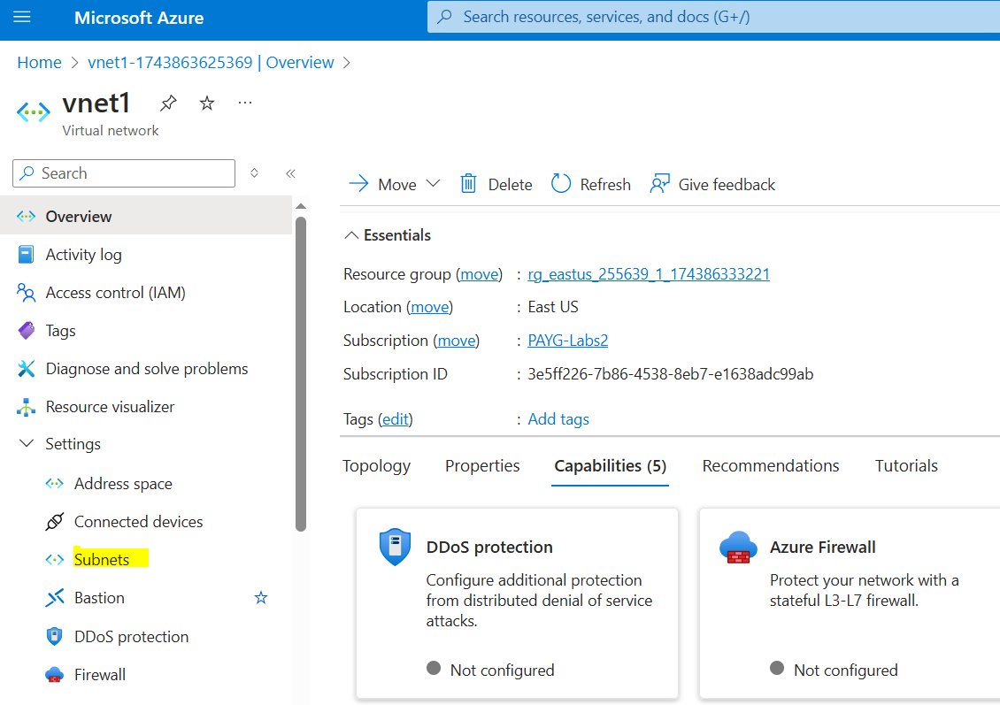 Microsoft Azure
Search resources, services, and docs (G+/)
Home > vnet1-1743863625369 | Overview >
vnet1
Virtual network
Search
Overview
Activity log
Access control (IAM)
Tags
Diagnose and solve problems
Resource visualizer
Settings
Address space
Connected devices
Subnets
Bastion
DDoS protection
Firewall
Move
Delete
Refresh
Give feedback
Essentials
Resource group (move) : rg_eastus_255639_1_174386333221
Location (move) : East US
Subscription (move) : PAYG-Labs2
Subscription ID : 3e5ff226-7b86-4538-8eb7-e1638adc99ab
Tags (edit) : Add tags
Topology Properties Capabilities (5) Recommendations Tutorials
DDoS protection
Configure additional protection
from distributed denial of service
attacks.
Not configured
Azure Firewall
Protect your network with a
stateful L3-L7 firewall.
Not configured